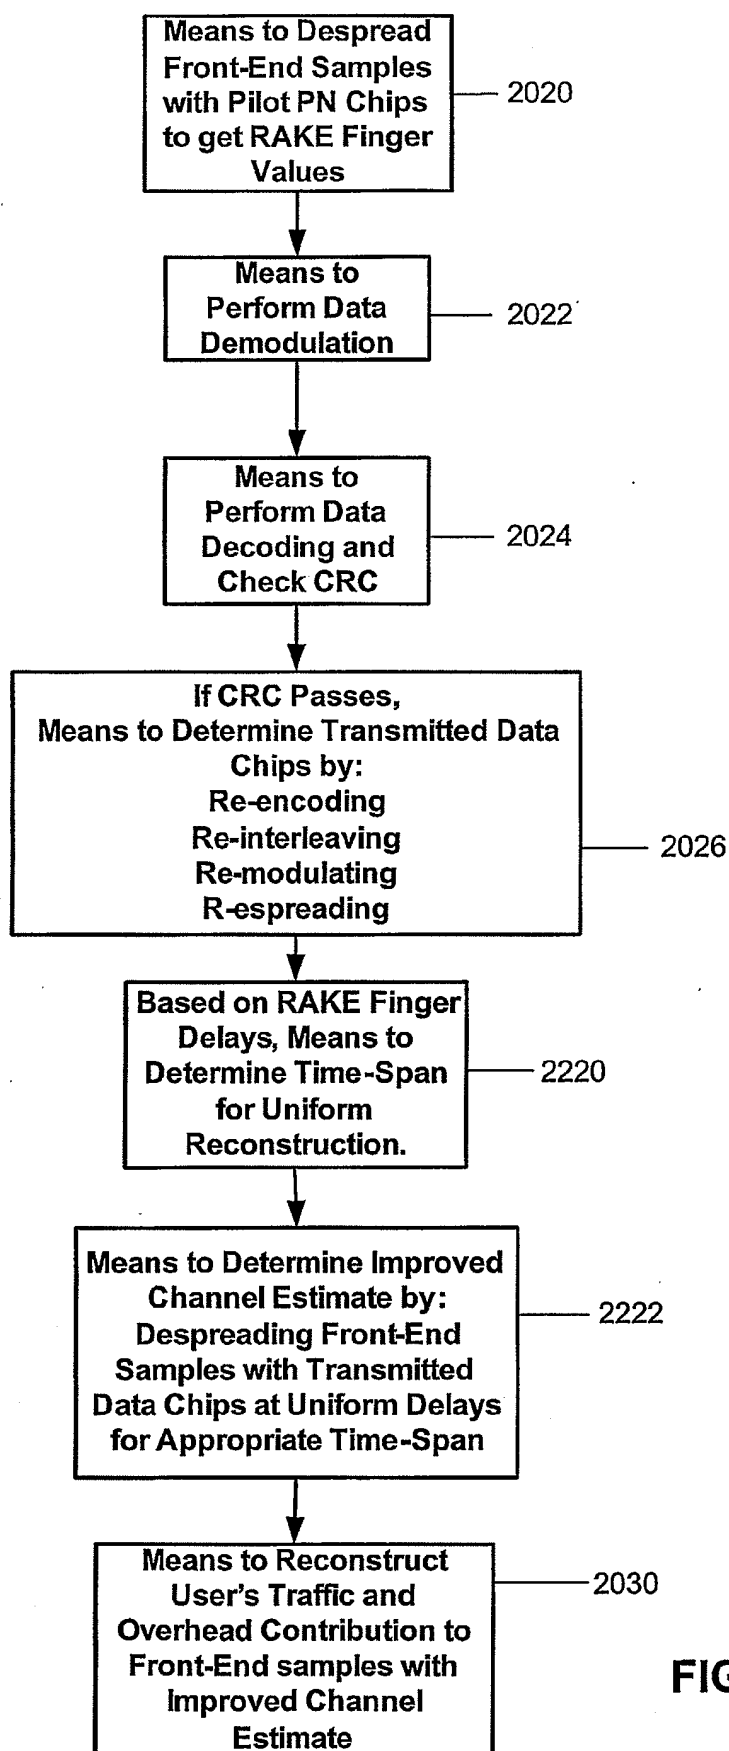 Means to Despread
Front-End Samples
with Pilot PN Chips
to get RAKE Finger
Values
2020
Means to
Perform Data
Demodulation
2022
Means to
Perform Data
Decoding and
Check CRC
2024
If CRC Passes,
Means to Determine Transmitted Data
Chips by:
Re-encoding
Re-interleaving
Re-modulating
R-espreading
2026
Based on RAKE Finger
Delays, Means to
Determine Time-Span
for Uniform
Reconstruction.
2220
Means to Determine Improved
Channel Estimate by:
Despreading Front-End
Samples with Transmitted
Data Chips at Uniform Delays
for Appropriate Time-Span
2222
Means to Reconstruct
User's Traffic and
Overhead Contribution to
Front-End samples with
Improved Channel
Estimate
2030
FIG